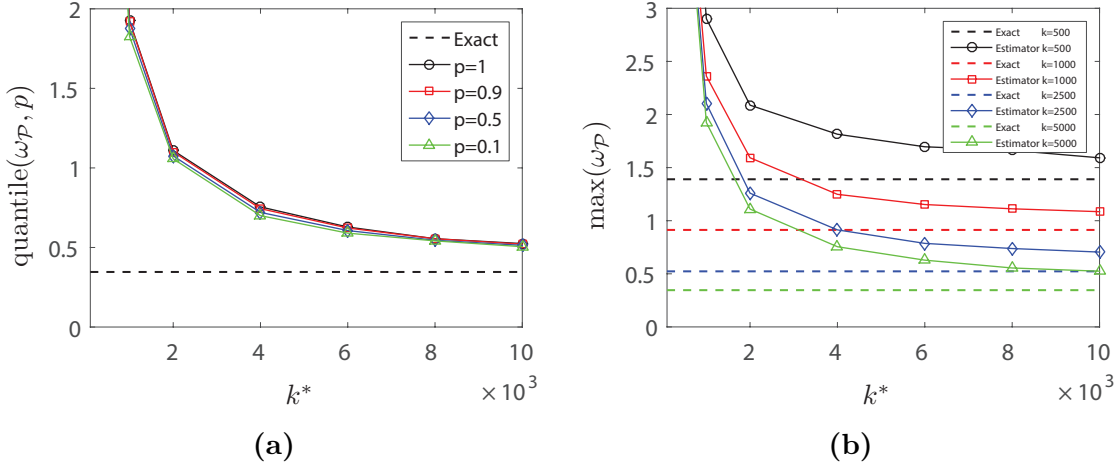 2
1.5
1
0.5
0
quantile(ω_𝒫, p)
Exact
p=1
p=0.9
p=0.5
p=0.1
2 4 6 8 10
× 10³
k*
(a)
3
2.5
2
1.5
1
0.5
0
max(ω_𝒫)
Exact k=500
Estimator k=500
Exact k=1000
Estimator k=1000
Exact k=2500
Estimator k=2500
Exact k=5000
Estimator k=5000
2 4 6 8 10
× 10³
k*
(b)